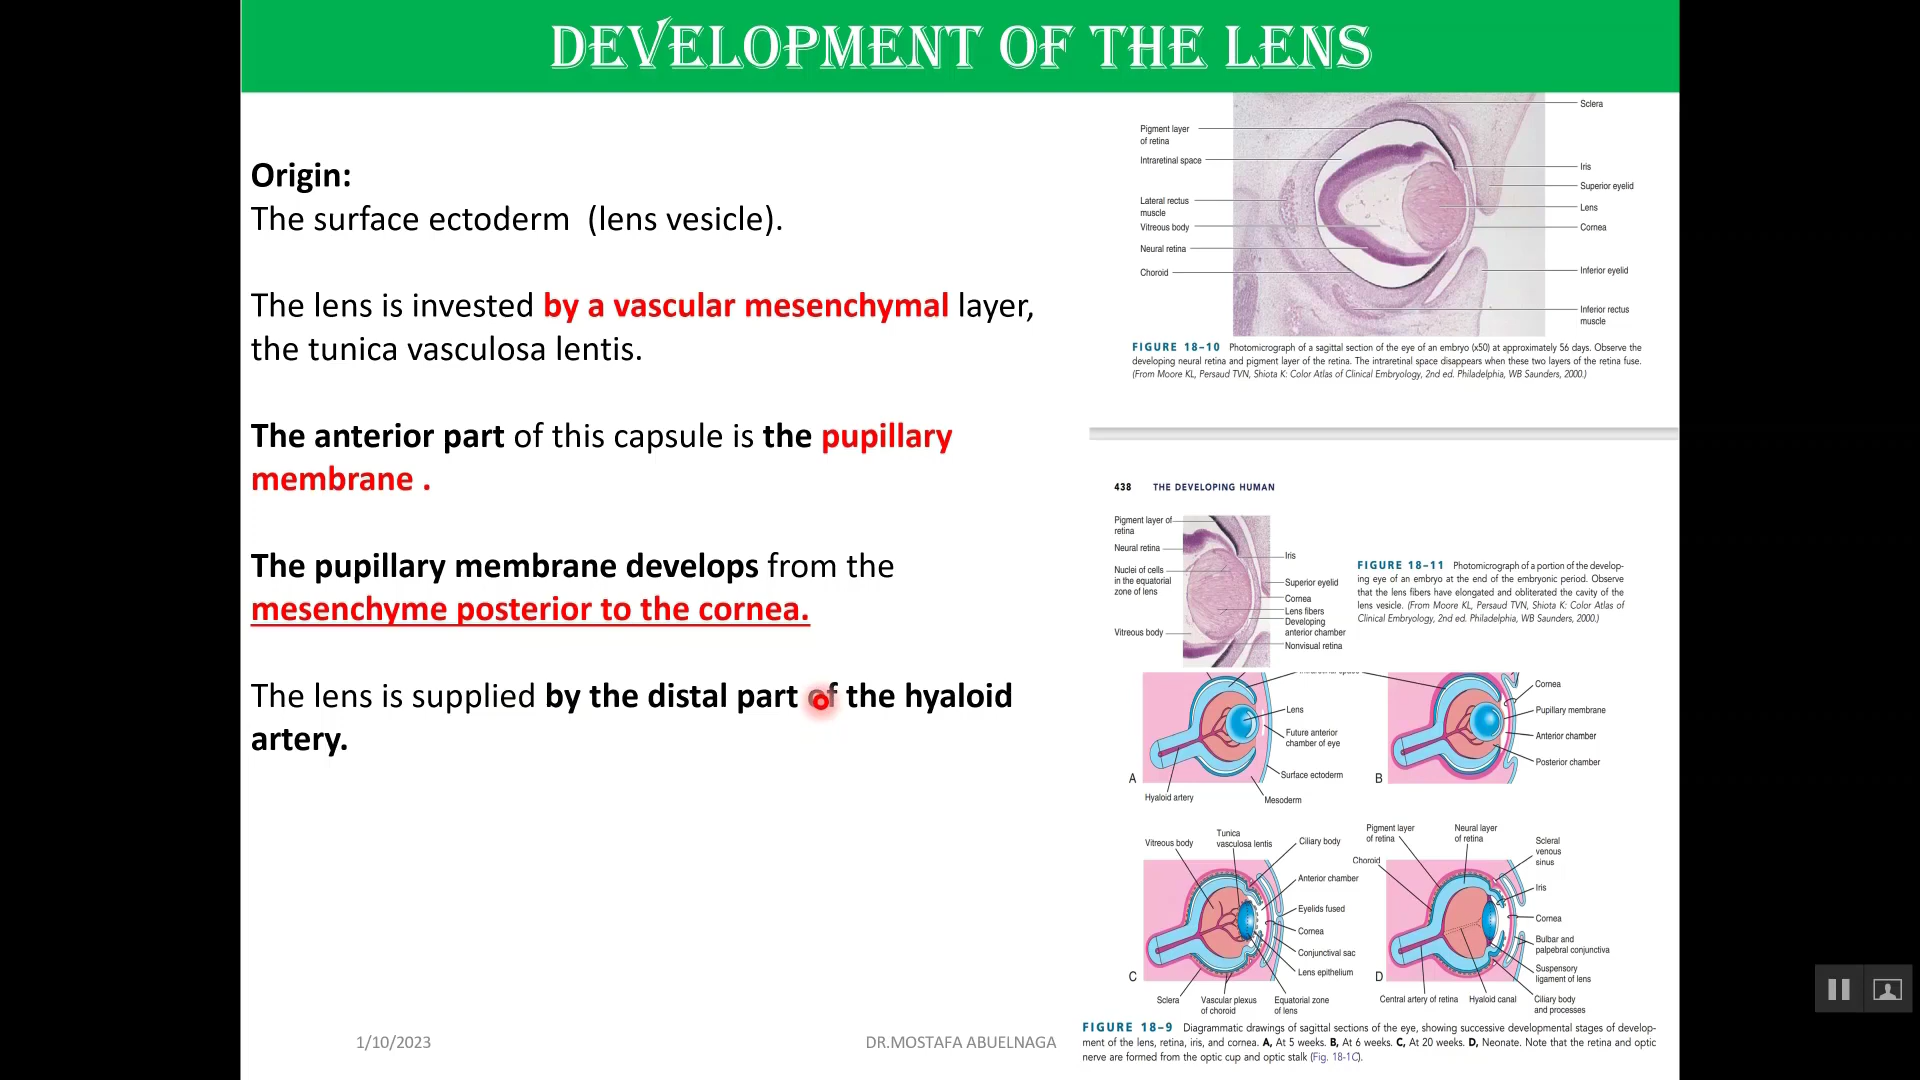 DEVELOPMENT OF THE LENS
Origin:
The surface ectoderm (lens vesicle).
The lens is invested by a vascular mesenchymal layer,
the tunica vasculosa lentis.
The anterior part of this capsule is the pupillary
membrane .
The pupillary membrane develops from the
mesenchyme posterior to the cornea.
The lens is supplied by the distal part of the hyaloid
artery.
1/10/2023
DR.MOSTAFA ABUELNAGA
Pigment layer
of retina
Intraretinal space
Lateral rectus
muscle
Vitreous body
Neural retina
Choroid
Sclera
Iris
Superior eyelid
Lens
Cornea
Inferior eyelid
Inferior rectus
muscle
FIGURE 18–10 Photomicrograph of a sagittal section of the eye of an embryo (x50) at approximately 56 days. Observe the
developing neural retina and pigment layer of the retina. The intraretinal space disappears when these two layers of the retina fuse.
(From Moore KL, Persaud TVN, Shiota K: Color Atlas of Clinical Embryology, 2nd ed. Philadelphia, WB Saunders, 2000.)
438 THE DEVELOPING HUMAN
Pigment layer of
retina
Neural retina
Nuclei of cells
in the equatorial
zone of lens
Vitreous body
Iris
Superior eyelid
Cornea
Lens fibers
Developing
anterior chamber
Nonvisual retina
FIGURE 18–11 Photomicrograph of a portion of the develop-
ing eye of an embryo at the end of the embryonic period. Observe
that the lens fibers have elongated and obliterated the cavity of the
lens vesicle. (From Moore KL, Persaud TVN, Shiota K: Color Atlas of
Clinical Embryology, 2nd ed. Philadelphia, WB Saunders, 2000.)
Lens
Future anterior
chamber of eye
Surface ectoderm
A
Hyaloid artery
Mesoderm
Cornea
Pupillary membrane
Anterior chamber
Posterior chamber
B
Vitreous body
Tunica
vasculosa lentis
Ciliary body
Anterior chamber
Eyelids fused
Cornea
Conjunctival sac
Lens epithelium
C
Sclera
Vascular plexus
of choroid
Equatorial zone
of lens
Pigment layer
of retina
Neural layer
of retina
Choroid
Scleral
venous
sinus
Iris
Cornea
Bulbar and
palpebral conjunctiva
Suspensory
ligament of lens
D
Central artery of retina
Hyaloid canal
Ciliary body
and processes
FIGURE 18–9 Diagrammatic drawings of sagittal sections of the eye, showing successive developmental stages of develop-
ment of the lens, retina, iris, and cornea. A, At 5 weeks. B, At 6 weeks. C, At 20 weeks. D, Neonate. Note that the retina and optic
nerve are formed from the optic cup and optic stalk (Fig. 18-1C).